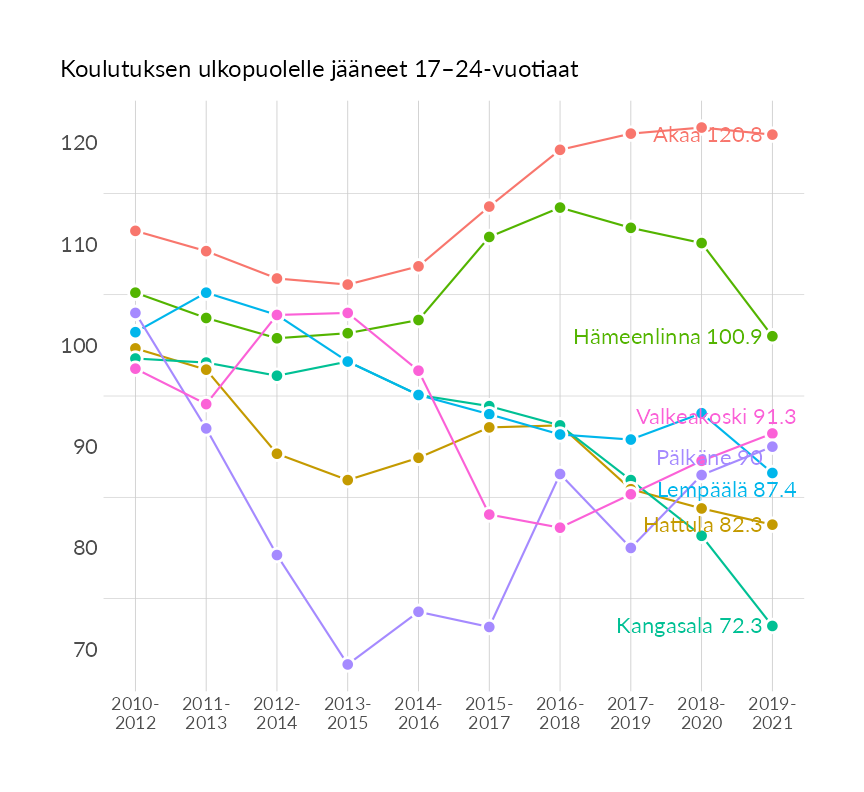 Koulutuksen ulkopuolelle jääneet 17–24-vuotiaat
120
Akaa 120.8
110
Hämeenlinna 100.9
100
Valkeakoski 91.3
90
Pälkäne 90
Lempäälä 87.4
Hattula 82.3
80
Kangasala 72.3
70
2010- 2011- 2012- 2013- 2014- 2015- 2016- 2017- 2018- 2019-
2012 2013 2014 2015 2016 2017 2018 2019 2020 2021